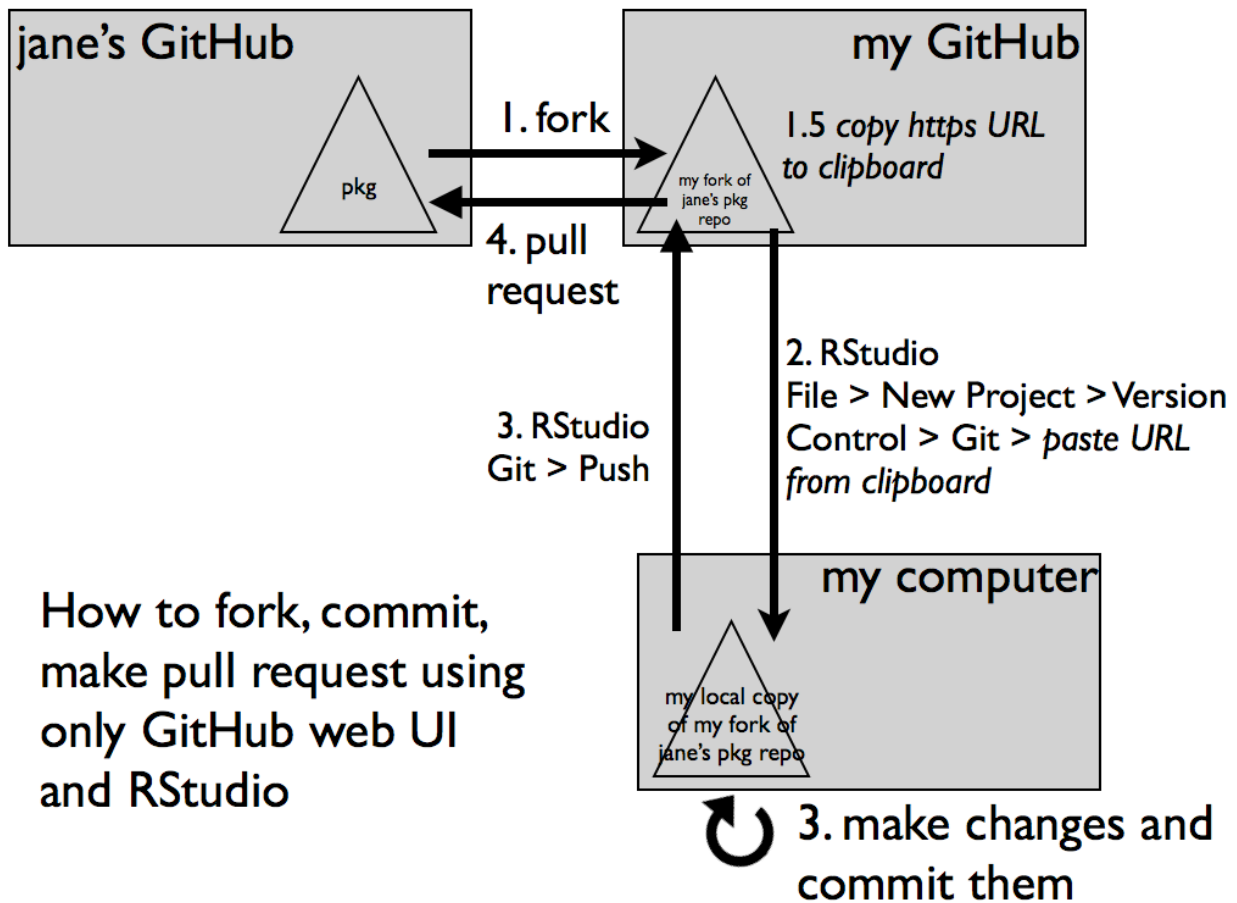 jane's GitHub
pkg
1. fork
4. pull
request
my GitHub
1.5 copy https URL
to clipboard
my fork of
jane's pkg
repo
2. RStudio
File > New Project > Version
Control > Git > paste URL
from clipboard
3. RStudio
Git > Push
my computer
my local copy
of my fork of
jane's pkg repo
3. make changes and
commit them
How to fork, commit,
make pull request using
only GitHub web UI
and RStudio